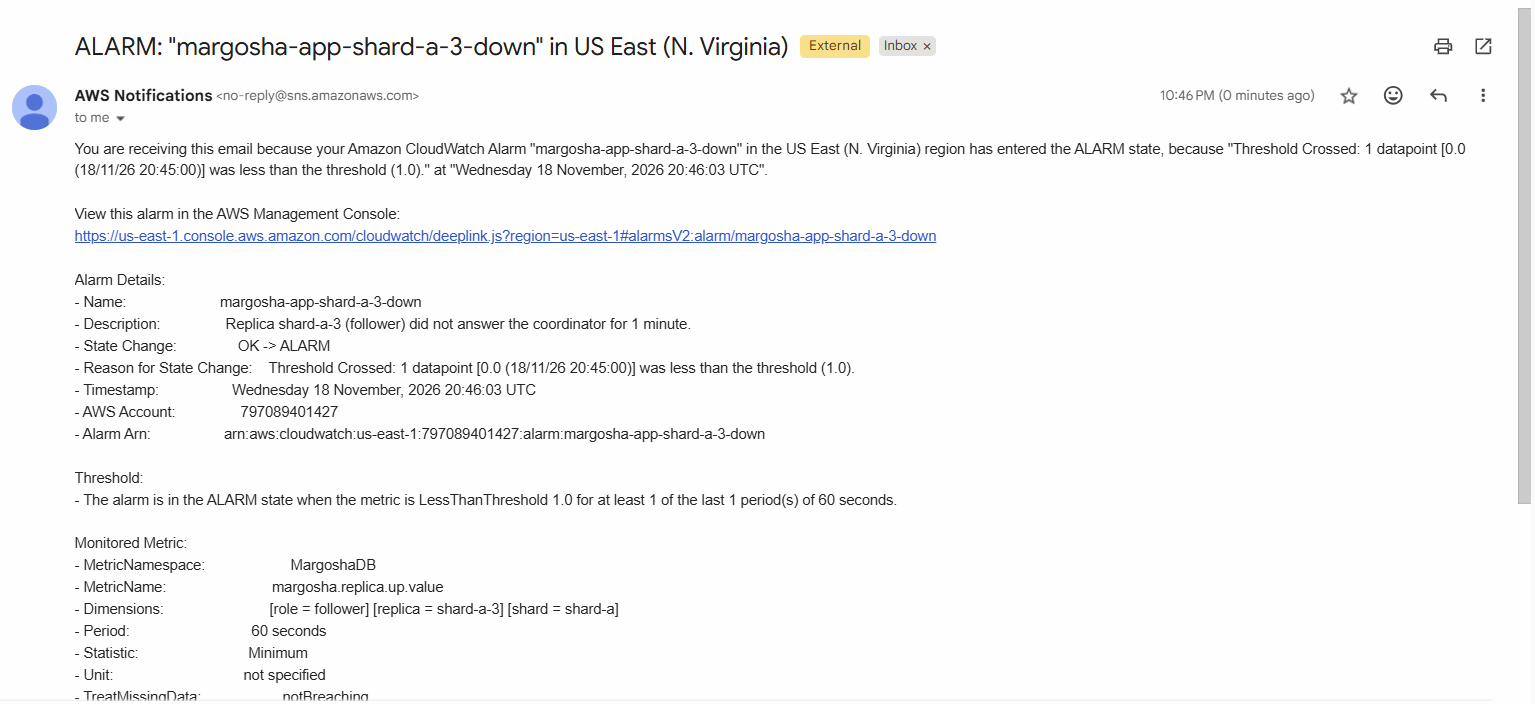 ALARM: "margosha-app-shard-a-3-down" in US East (N. Virginia) External Inbox ×
AWS Notifications <no-reply@sns.amazonaws.com> 10:46 PM (0 minutes ago)
to me
You are receiving this email because your Amazon CloudWatch Alarm "margosha-app-shard-a-3-down" in the US East (N. Virginia) region has entered the ALARM state, because "Threshold Crossed: 1 datapoint [0.0
(18/11/26 20:45:00)] was less than the threshold (1.0)." at "Wednesday 18 November, 2026 20:46:03 UTC".
View this alarm in the AWS Management Console:
https://us-east-1.console.aws.amazon.com/cloudwatch/deeplink.js?region=us-east-1#alarmsV2:alarm/margosha-app-shard-a-3-down
Alarm Details:
- Name: margosha-app-shard-a-3-down
- Description: Replica shard-a-3 (follower) did not answer the coordinator for 1 minute.
- State Change: OK -> ALARM
- Reason for State Change: Threshold Crossed: 1 datapoint [0.0 (18/11/26 20:45:00)] was less than the threshold (1.0).
- Timestamp: Wednesday 18 November, 2026 20:46:03 UTC
- AWS Account: 797089401427
- Alarm Arn: arn:aws:cloudwatch:us-east-1:797089401427:alarm:margosha-app-shard-a-3-down
Threshold:
- The alarm is in the ALARM state when the metric is LessThanThreshold 1.0 for at least 1 of the last 1 period(s) of 60 seconds.
Monitored Metric:
- MetricNamespace: MargoshaDB
- MetricName: margosha.replica.up.value
- Dimensions: [role = follower] [replica = shard-a-3] [shard = shard-a]
- Period: 60 seconds
- Statistic: Minimum
- Unit: not specified
- TreatMissingData: notBreaching